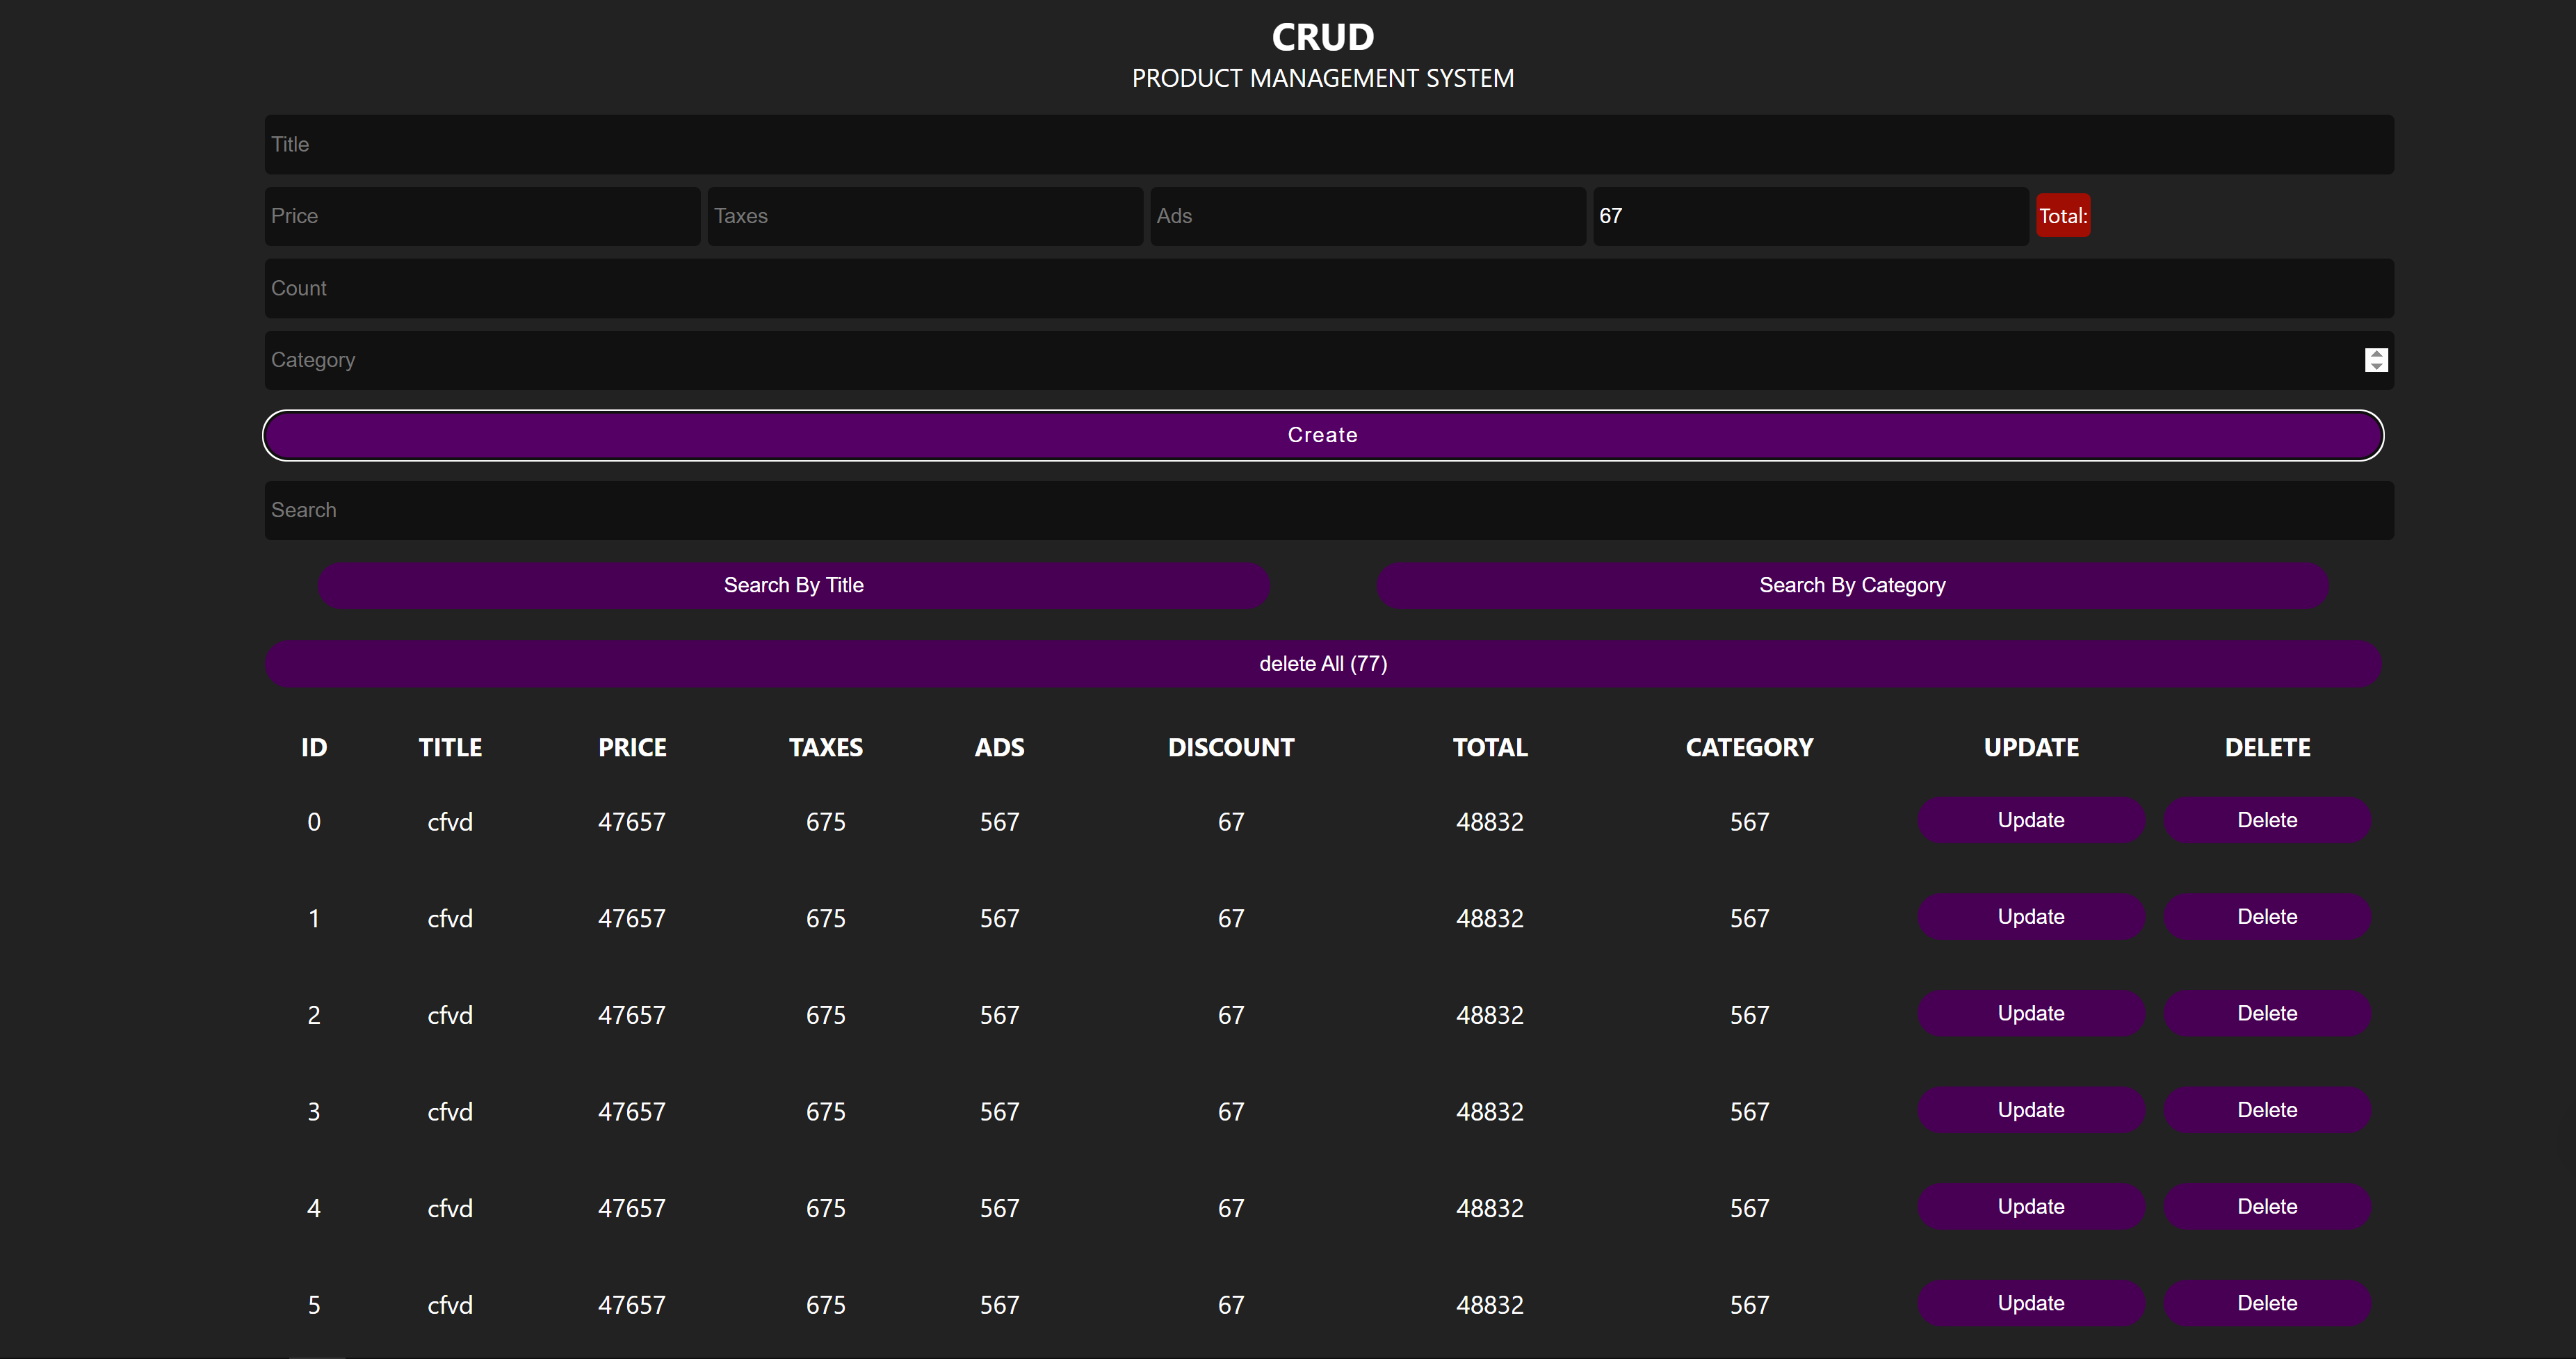 CRUD
PRODUCT MANAGEMENT SYSTEM
Title
Price Taxes Ads 67 Total:
Count
Category
Create
Search
Search By Title Search By Category
delete All (77)
ID TITLE PRICE TAXES ADS DISCOUNT TOTAL CATEGORY UPDATE DELETE
0 cfvd 47657 675 567 67 48832 567 Update Delete
1 cfvd 47657 675 567 67 48832 567 Update Delete
2 cfvd 47657 675 567 67 48832 567 Update Delete
3 cfvd 47657 675 567 67 48832 567 Update Delete
4 cfvd 47657 675 567 67 48832 567 Update Delete
5 cfvd 47657 675 567 67 48832 567 Update Delete